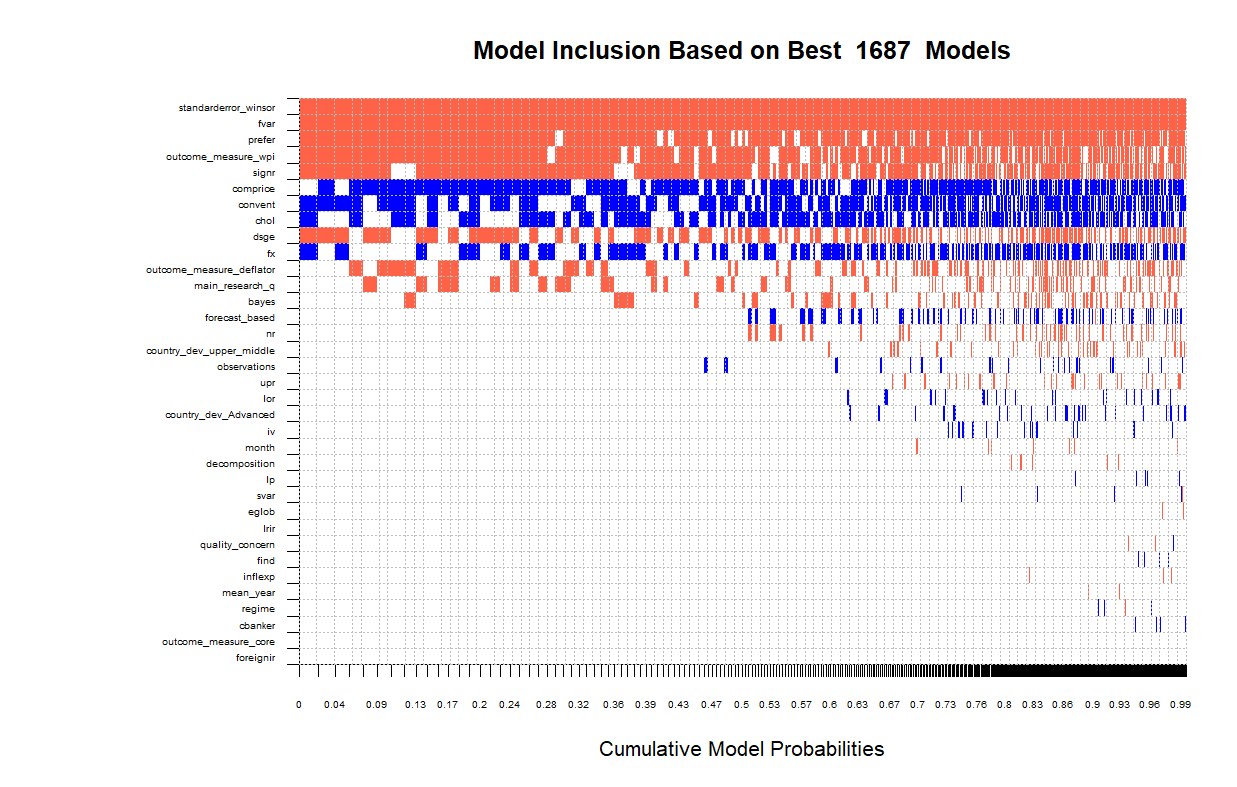 Model Inclusion Based on Best 1687 Models
standarderror_winsor
fvar
prefer
outcome_measure_wpi
signr
comprice
convent
chol
dsge
fx
outcome_measure_deflator
main_research_q
bayes
forecast_based
nr
country_dev_upper_middle
observations
upr
lor
country_dev_Advanced
iv
month
decomposition
lp
svar
eglob
lrir
quality_concern
find
inflexp
mean_year
regime
cbanker
outcome_measure_core
foreignir
0 0.04 0.09 0.13 0.17 0.2 0.24 0.28 0.32 0.36 0.39 0.43 0.47 0.5 0.53 0.57 0.6 0.63 0.67 0.7 0.73 0.76 0.8 0.83 0.86 0.9 0.93 0.96 0.99
Cumulative Model Probabilities